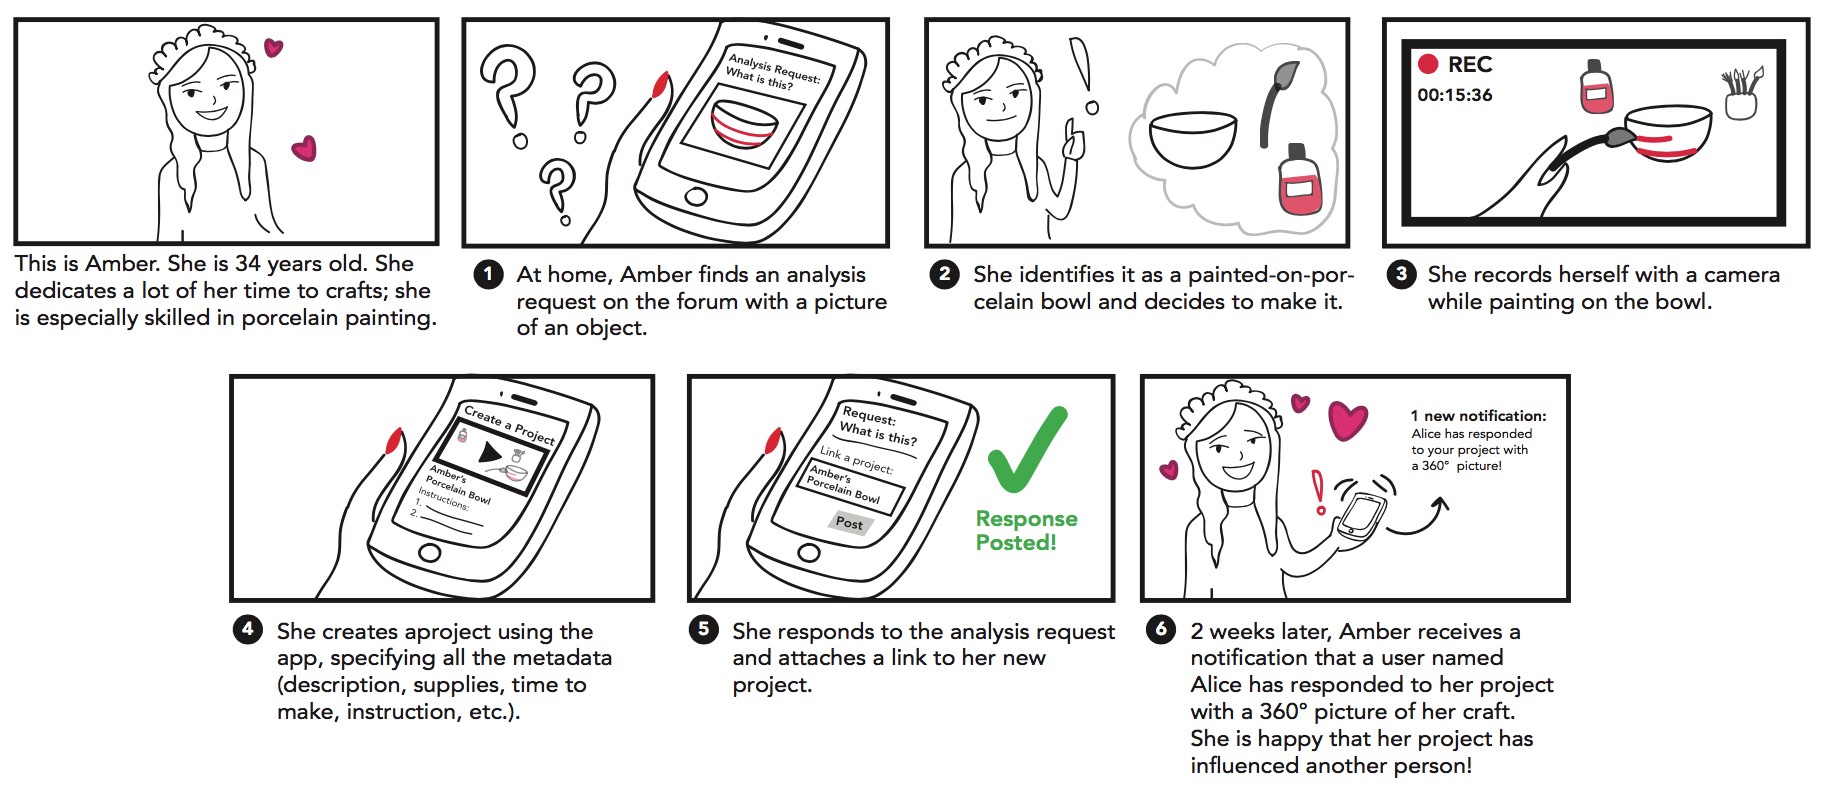 This is Amber. She is 34 years old. She
dedicates a lot of her time to crafts; she
is especially skilled in porcelain painting.
Analysis Request:
What is this?
1 At home, Amber finds an analysis
request on the forum with a picture
of an object.
2 She identifies it as a painted-on-por-
celain bowl and decides to make it.
REC
00:15:36
3 She records herself with a camera
while painting on the bowl.
Create a Project
Amber's
Porcelain Bowl
Instructions:
1.
2.
4 She creates aproject using the
app, specifying all the metadata
(description, supplies, time to
make, instruction, etc.).
Request:
What is this?
Link a project:
Amber's
Porcelain Bowl
Post
Response
Posted!
5 She responds to the analysis request
and attaches a link to her new
project.
1 new notification:
Alice has responded
to your project with
a 360° picture!
6 2 weeks later, Amber receives a
notification that a user named
Alice has responded to her project
with a 360° picture of her craft.
She is happy that her project has
influenced another person!